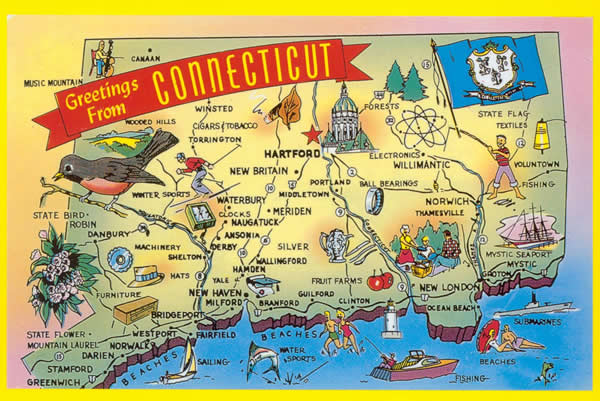 Greetings From
CONNECTICUT
CANAAN
MUSIC MOUNTAIN
WINSTED
WOODED HILLS
CIGARS & TOBACCO
TORRINGTON
FORESTS
STATE FLAG
TEXTILES
HARTFORD
ELECTRONICS
WILLIMANTIC
VOLUNTOWN
FISHING
NEW BRITAIN
PORTLAND
BALL BEARINGS
WINTER SPORTS
WATERBURY
MIDDLETOWN
NORWICH
CLOCKS
MERIDEN
THAMESVILLE
STATE BIRD •
ROBIN
NAUGATUCK
DANBURY
ANSONIA
SILVER
MACHINERY
DERBY
SHELTON
WALLINGFORD
MYSTIC SEAPORT
MYSTIC
HATS
HAMDEN
GROTON
YALE
FRUIT FARMS
FURNITURE
NEW HAVEN
GUILFORD
NEW LONDON
MILFORD
BRANFORD
CLINTON
OCEAN BEACH
BRIDGEPORT
SUBMARINES
STATE FLOWER •
MOUNTAIN LAUREL
WESTPORT
FAIRFIELD
BEACHES
NORWALK
DARIEN
WATER
SPORTS
BEACHES
STAMFORD
BEACHES
SAILING
FISHING
GREENWICH